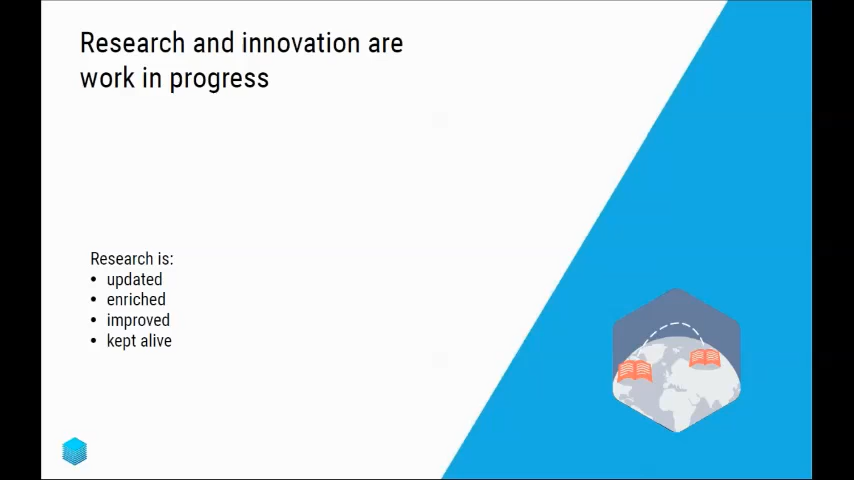 Research and innovation are
work in progress
Research is:
• updated
• enriched
• improved
• kept alive